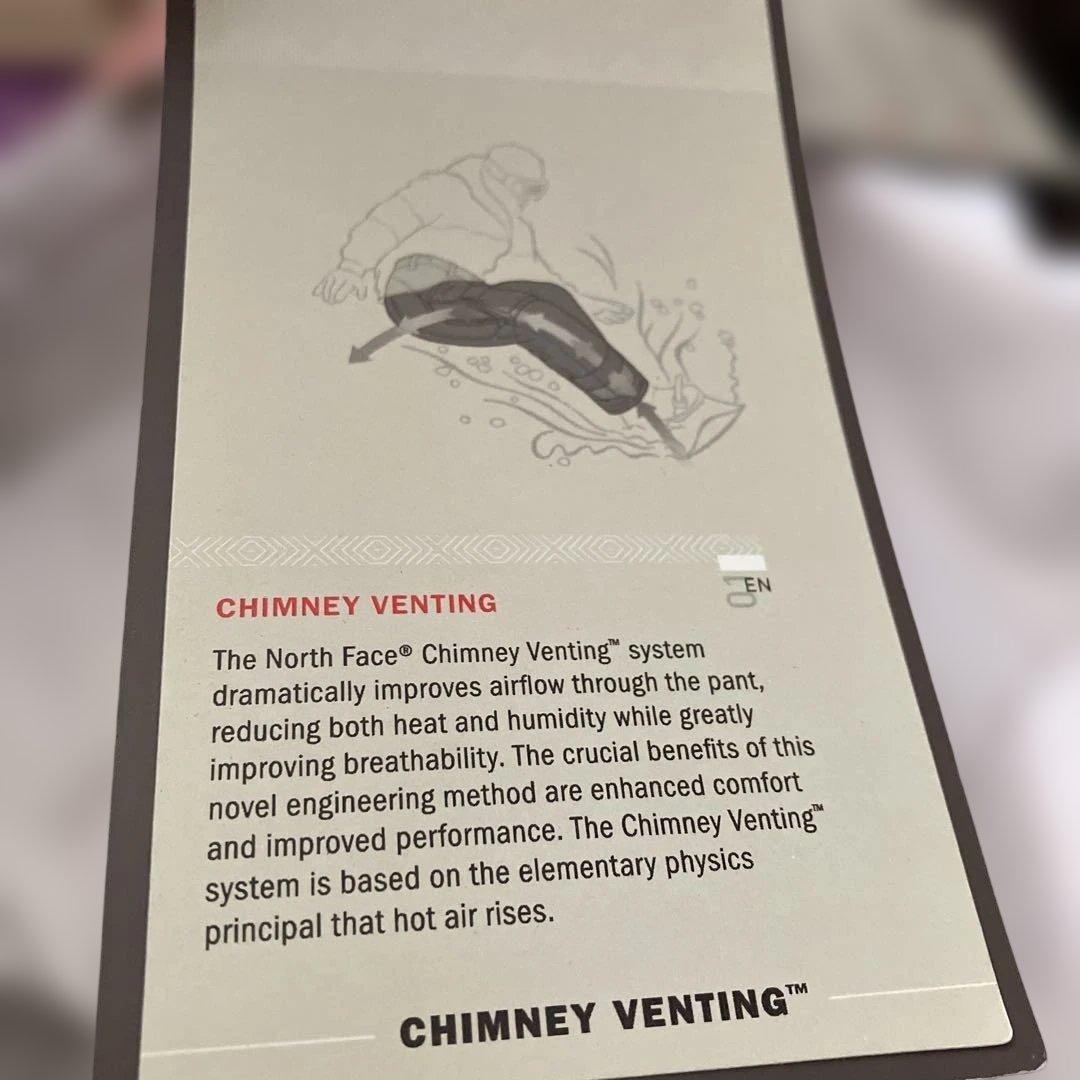 EN
CHIMNEY VENTING
The North Face® Chimney Venting™ system
dramatically improves airflow through the pant,
reducing both heat and humidity while greatly
improving breathability. The crucial benefits of this
novel engineering method are enhanced comfort
and improved performance. The Chimney Venting™
system is based on the elementary physics
principal that hot air rises.
CHIMNEY VENTING™